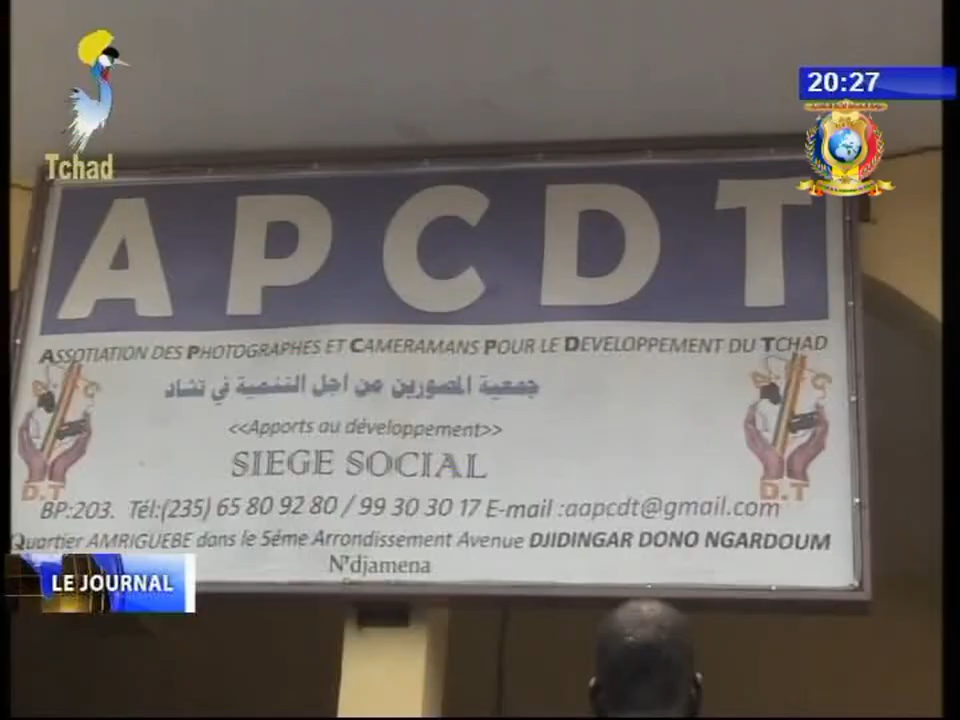 Tchad
20:27
APCDT
ASSOTIATION DES PHOTOGRAPHES ET CAMERAMANS POUR LE DEVELOPPEMENT DU TCHAD
جمعية المصورين من أجل التنمية في تشاد
<<Apports au développement>>
SIEGE SOCIAL
D.T
D.T
BP:203. Tél:(235) 65 80 92 80 / 99 30 30 17 E-mail :aapcdt@gmail.com
Quartier AMRIGUEBE dans le 5éme Arrondissement Avenue DJIDINGAR DONO NGARDOUM
N'djamena
LE JOURNAL